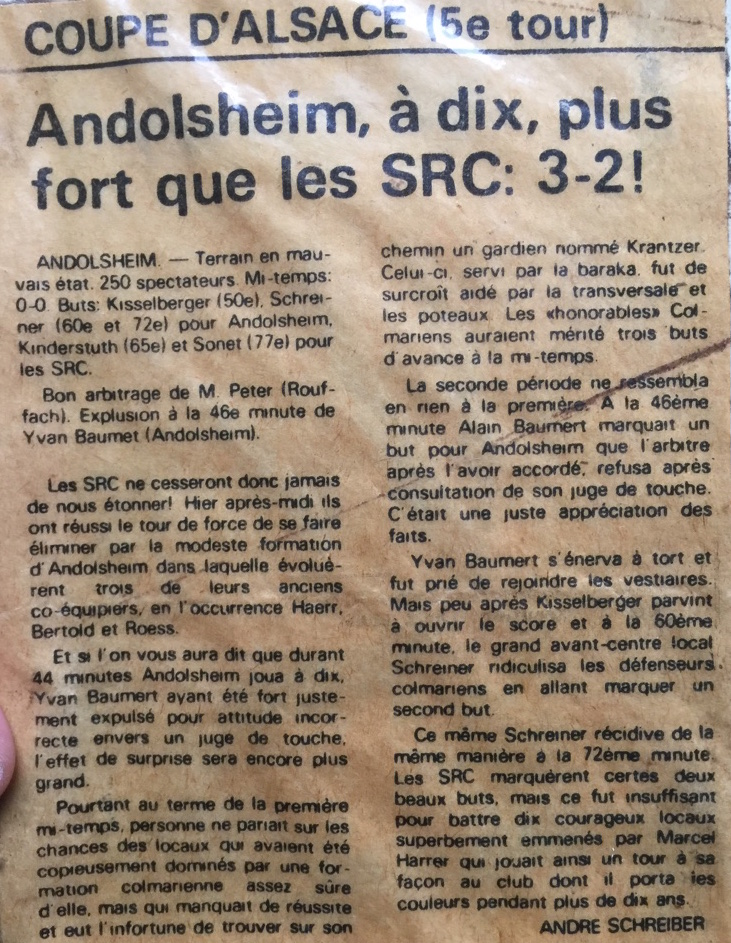 COUPE D'ALSACE (5e tour)
Andolsheim, à dix, plus
fort que les SRC: 3-2!
ANDOLSHEIM. — Terrain en mau-
vais état. 250 spectateurs. Mi-temps:
0-0. Buts: Kisselberger (50e), Schrei-
ner (60e et 72e) pour Andolsheim,
Kinderstuth (65e) et Sonet (77e) pour
les SRC.
Bon arbitrage de M. Peter (Rouf-
fach). Explusion à la 46e minute de
Yvan Baumet (Andolsheim).
Les SRC ne cesseront donc jamais
de nous étonner! Hier après-midi ils
ont réussi le tour de force de se faire
éliminer par la modeste formation
d'Andolsheim dans laquelle évoluè-
rent trois de leurs anciens
co-équipiers, en l'occurrence Haerr,
Bertold et Roess.
Et si l'on vous aura dit que durant
44 minutes Andolsheim joua à dix,
Yvan Baumert ayant été fort juste-
ment expulsé pour attitude incor-
recte envers un juge de touche,
l'effet de surprise sera encore plus
grand.
Pourtant au terme de la première
mi-temps, personne ne pariait sur les
chances des locaux qui avaient été
copieusement dominés par une for-
mation colmarienne assez sûre
d'elle, mais qui manquait de réussite
et eut l'infortune de trouver sur son
chemin un gardien nommé Krantzer.
Celui-ci, servi par la baraka, fut de
surcroît aidé par la transversale et
les poteaux. Les «honorables» Col-
mariens auraient mérité trois buts
d'avance à la mi-temps.
La seconde période ne ressembla
en rien à la première. A la 46ème
minute Alain Baumert marquait un
but pour Andolsheim que l'arbitre
après l'avoir accordé, refusa après
consultation de son juge de touche.
C'était une juste appréciation des
faits.
Yvan Baumert s'énerva à tort et
fut prié de rejoindre les vestiaires.
Mais peu après Kisselberger parvint
à ouvrir le score et à la 60ème
minute, le grand avant-centre local
Schreiner ridiculisa les défenseurs
colmariens en allant marquer un
second but.
Ce même Schreiner récidive de la
même manière à la 72ème minute.
Les SRC marquèrent certes deux
beaux buts, mais ce fut insuffisant
pour battre dix courageux locaux
superbement emmenés par Marcel
Harrer qui jouait ainsi un tour à sa
façon au club dont il porta les
couleurs pendant plus de dix ans.
ANDRE SCHREIBER